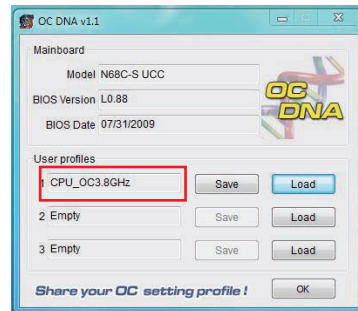 OC DNA v1.1
Mainboard
Model N68C-S UCC
BIOS Version L0.88
BIOS Date 07/31/2009
OC
DNA
User profiles
1 CPU_OC3.8GHz Save Load
2 Empty Save Load
3 Empty Save Load
Share your OC setting profile ! OK